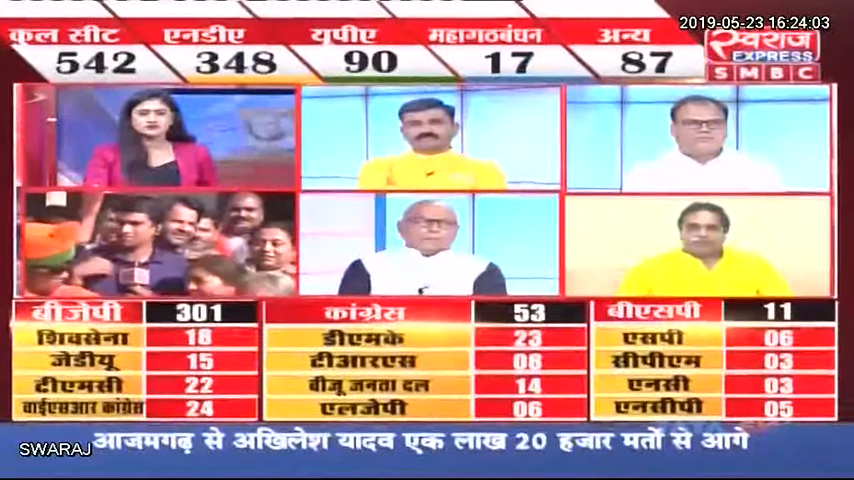 2019-05-23 16:24:03
कुल सीट एनडीए यूपीए महागठबंधन अन्य
542 348 90 17 87
स्वराज
EXPRESS
SMBC
बीजेपी 301 कांग्रेस 53 बीएसपी 11
शिवसेना 18 डीएमके 23 एसपी 06
जेडीयू 15 टीआरएस 08 सीपीएम 03
टीएमसी 22 बीजू जनता दल 14 एनसी 03
वाईएसआर कांग्रेस 24 एलजेपी 06 एनसीपी 05
आजमगढ़ से अखिलेश यादव एक लाख 20 हजार मतों से आगे
SWARAJ